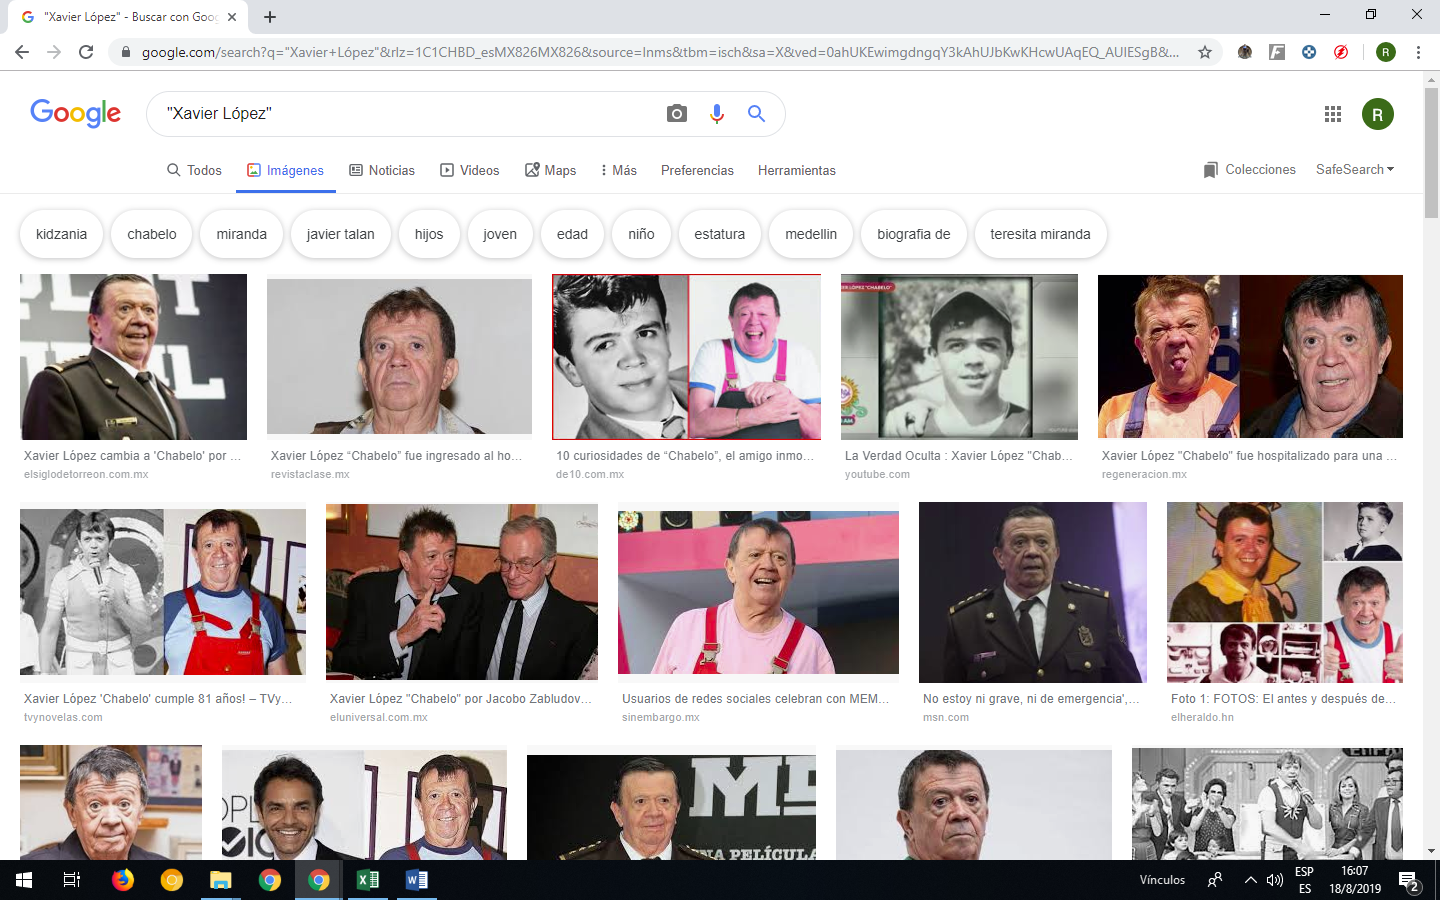 "Xavier López" - Buscar con Goog
google.com/search?q="Xavier+López"&rlz=1C1CHBD_esMX826MX826&source=lnms&tbm=isch&sa=X&ved=0ahUKEwimgdngqY3kAhUJbKwKHcwUAqEQ_AUIESgB&...
R
Google
"Xavier López"
R
Todos
Imágenes
Noticias
Videos
Maps
Más
Preferencias
Herramientas
Colecciones
SafeSearch
kidzania
chabelo
miranda
javier talan
hijos
joven
edad
niño
estatura
medellin
biografia de
teresita miranda
Xavier López cambia a 'Chabelo' por ...
elsiglodetorreon.com.mx
Xavier López “Chabelo” fue ingresado al ho...
revistaclase.mx
10 curiosidades de “Chabelo”, el amigo inmo...
de10.com.mx
La Verdad Oculta : Xavier López "Chab...
youtube.com
Xavier López "Chabelo" fue hospitalizado para una ...
regeneracion.mx
Xavier López 'Chabelo' cumple 81 años! – TVy...
tvynovelas.com
Xavier López "Chabelo" por Jacobo Zabludov...
eluniversal.com.mx
Usuarios de redes sociales celebran con MEM...
sinembargo.mx
No estoy ni grave, ni de emergencia',...
msn.com
Foto 1: FOTOS: El antes y después de...
elheraldo.hn
UNA PELÍCULA
Vínculos
ESP
ES
16:07
18/8/2019
2